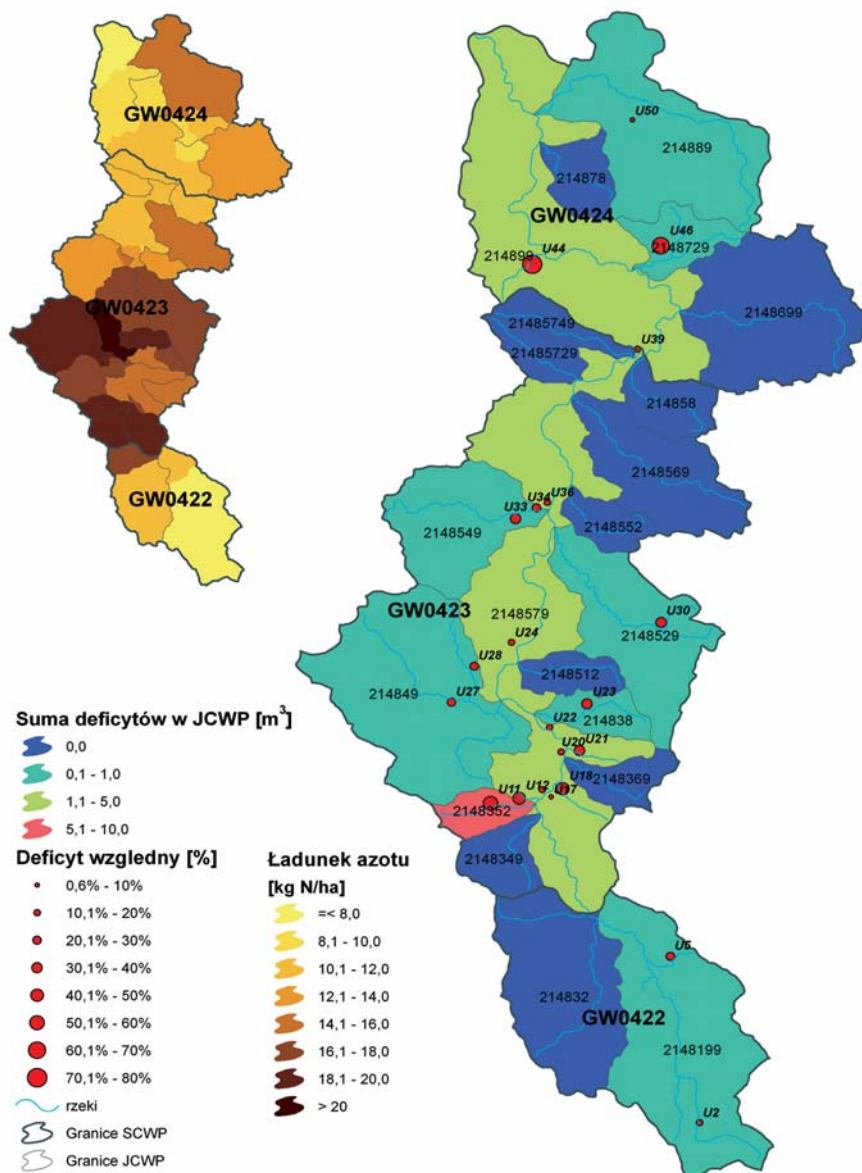 GW0424
GW0423
GW0422
U50
214889
214878
GW0424
U46
2148729
U44
214899
2148699
21485749
U39
21485729
214858
2148569
U36
U34
U33
2148549
2148552
GW0423
2148579
U30
U24
2148529
U28
2148512
214849
U27
U23
214838
U22
U20
U21
U18
2148369
U11
U12
U17
2148352
2148349
U5
214832
GW0422
2148199
U2
Suma deficytów w JCWP [m³]
0,0
0,1 - 1,0
1,1 - 5,0
5,1 - 10,0
Deficyt wzgledny [%]
0,6% - 10%
10,1% - 20%
20,1% - 30%
30,1% - 40%
40,1% - 50%
50,1% - 60%
60,1% - 70%
70,1% - 80%
rzeki
Granice SCWP
Granice JCWP
Ładunek azotu
[kg N/ha]
=< 8,0
8,1 - 10,0
10,1 - 12,0
12,1 - 14,0
14,1 - 16,0
16,1 - 18,0
18,1 - 20,0
> 20